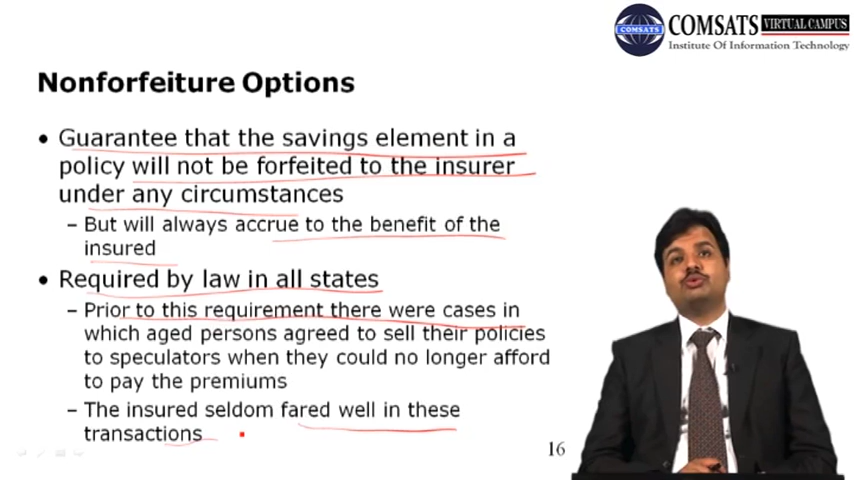 COMSATS VIRTUAL CAMPUS
COMSATS
Institute Of Information Technology
Nonforfeiture Options
• Guarantee that the savings element in a
policy will not be forfeited to the insurer
under any circumstances
– But will always accrue to the benefit of the
insured
• Required by law in all states
– Prior to this requirement there were cases in
which aged persons agreed to sell their policies
to speculators when they could no longer afford
to pay the premiums
– The insured seldom fared well in these
transactions
16